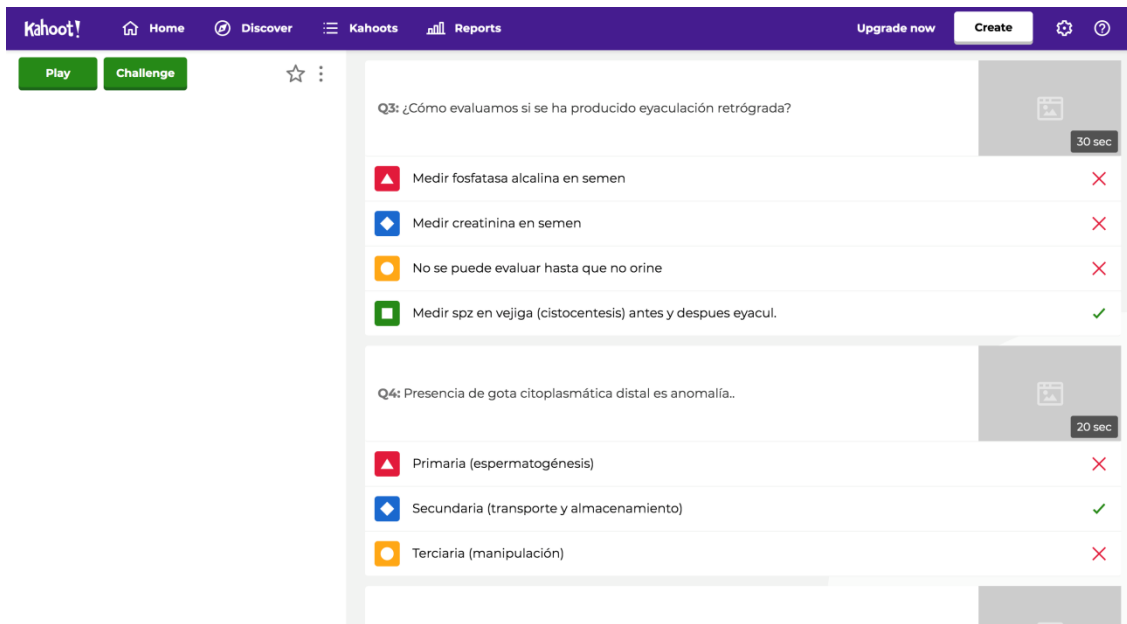 Kahoot! Home Discover Kahoots Reports Upgrade now Create
Play Challenge
Q3: ¿Cómo evaluamos si se ha producido eyaculación retrógrada?
30 sec
Medir fosfatasa alcalina en semen
Medir creatinina en semen
No se puede evaluar hasta que no orine
Medir spz en vejiga (cistocentesis) antes y despues eyacul.
Q4: Presencia de gota citoplasmática distal es anomalía..
20 sec
Primaria (espermatogénesis)
Secundaria (transporte y almacenamiento)
Terciaria (manipulación)